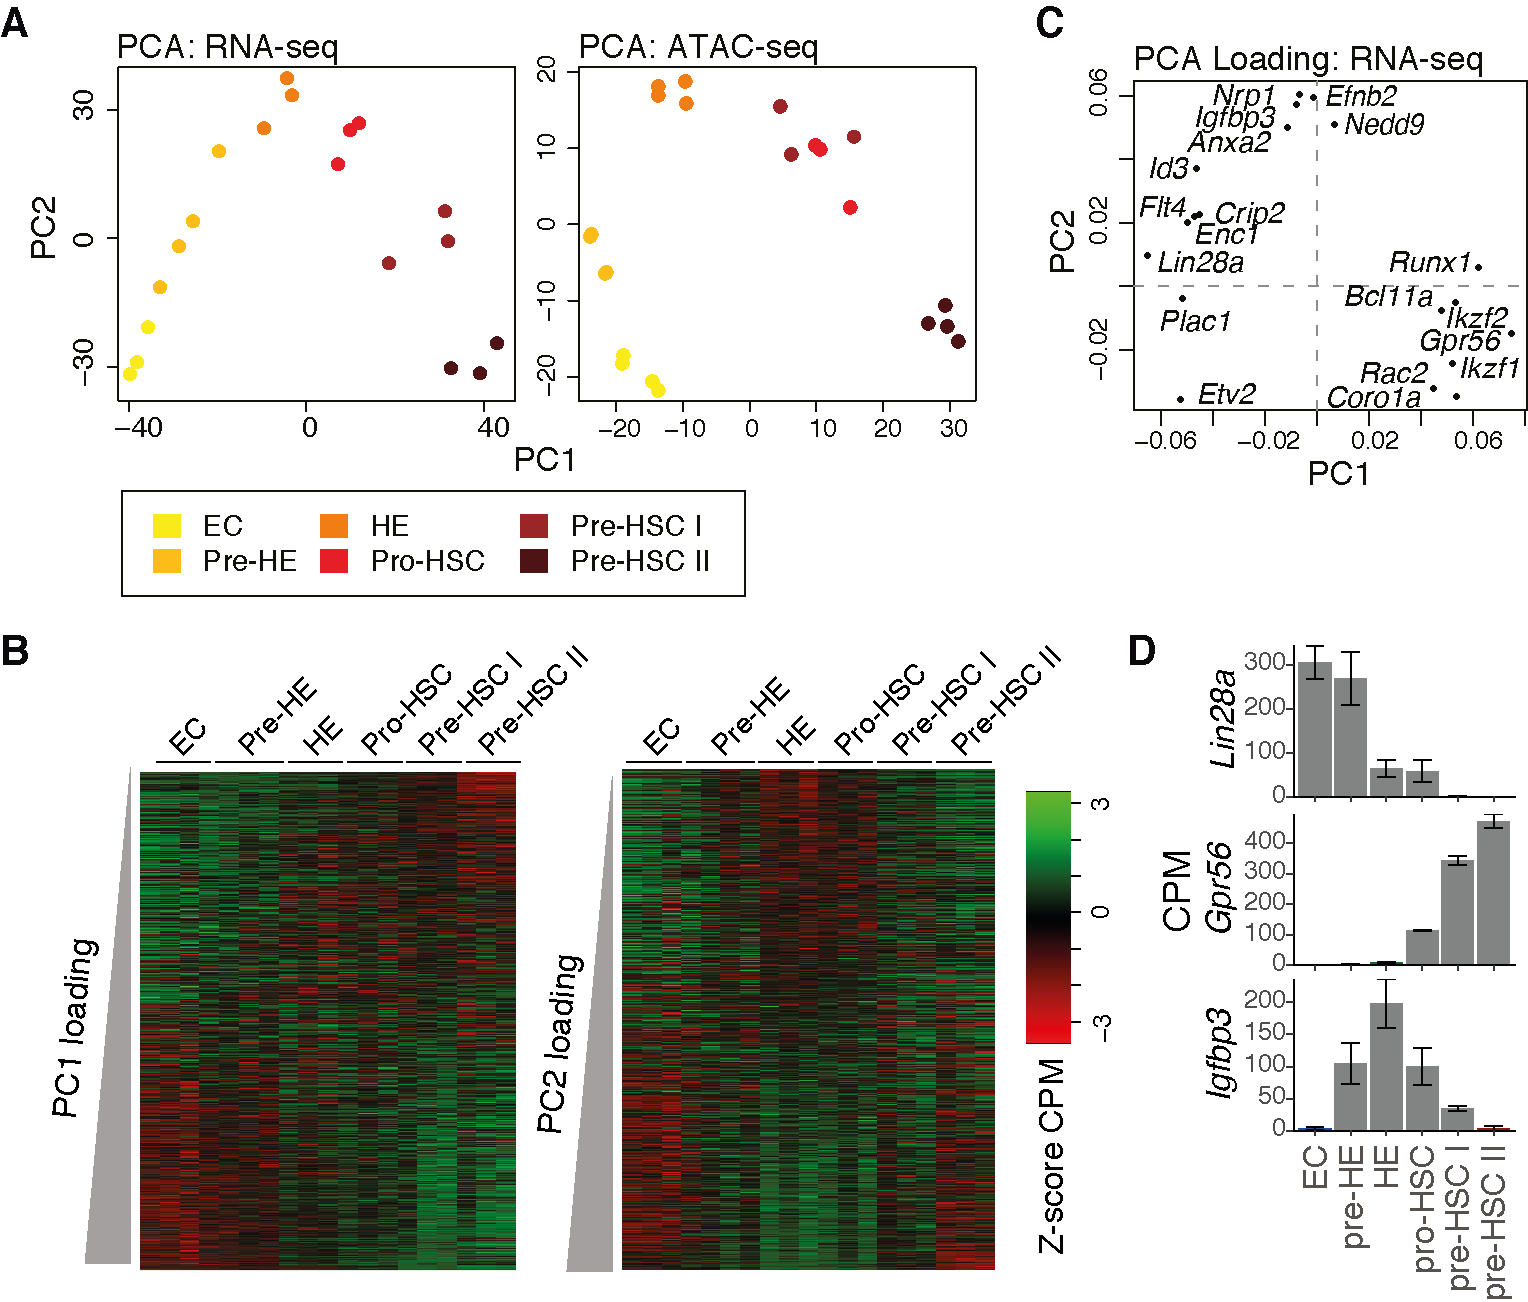 A
PCA: RNA-seq
PCA: ATAC-seq
PC2
30
0
−30
−40
0
40
20
10
0
−10
−20
−20
−10
0
10
20
30
PC1
EC
HE
Pre-HSC I
Pre-HE
Pro-HSC
Pre-HSC II
C
PCA Loading: RNA-seq
PC2
0.06
0.02
−0.02
Nrp1
Efnb2
Igfbp3
Nedd9
Anxa2
Id3
Flt4
Crip2
Enc1
Lin28a
Runx1
Bcl11a
Ikzf2
Plac1
Gpr56
Rac2
Ikzf1
Etv2
Coro1a
−0.06
−0.02
0.02
0.06
PC1
B
EC
Pre-HE
HE
Pro-HSC
Pre-HSC I
Pre-HSC II
PC1 loading
EC
Pre-HE
HE
Pro-HSC
Pre-HSC I
Pre-HSC II
PC2 loading
3
0
−3
Z-score CPM
D
CPM
Lin28a
300
200
100
0
Gpr56
400
300
200
100
0
Igfbp3
200
150
100
50
0
EC
pre-HE
HE
pro-HSC
pre-HSC I
pre-HSC II